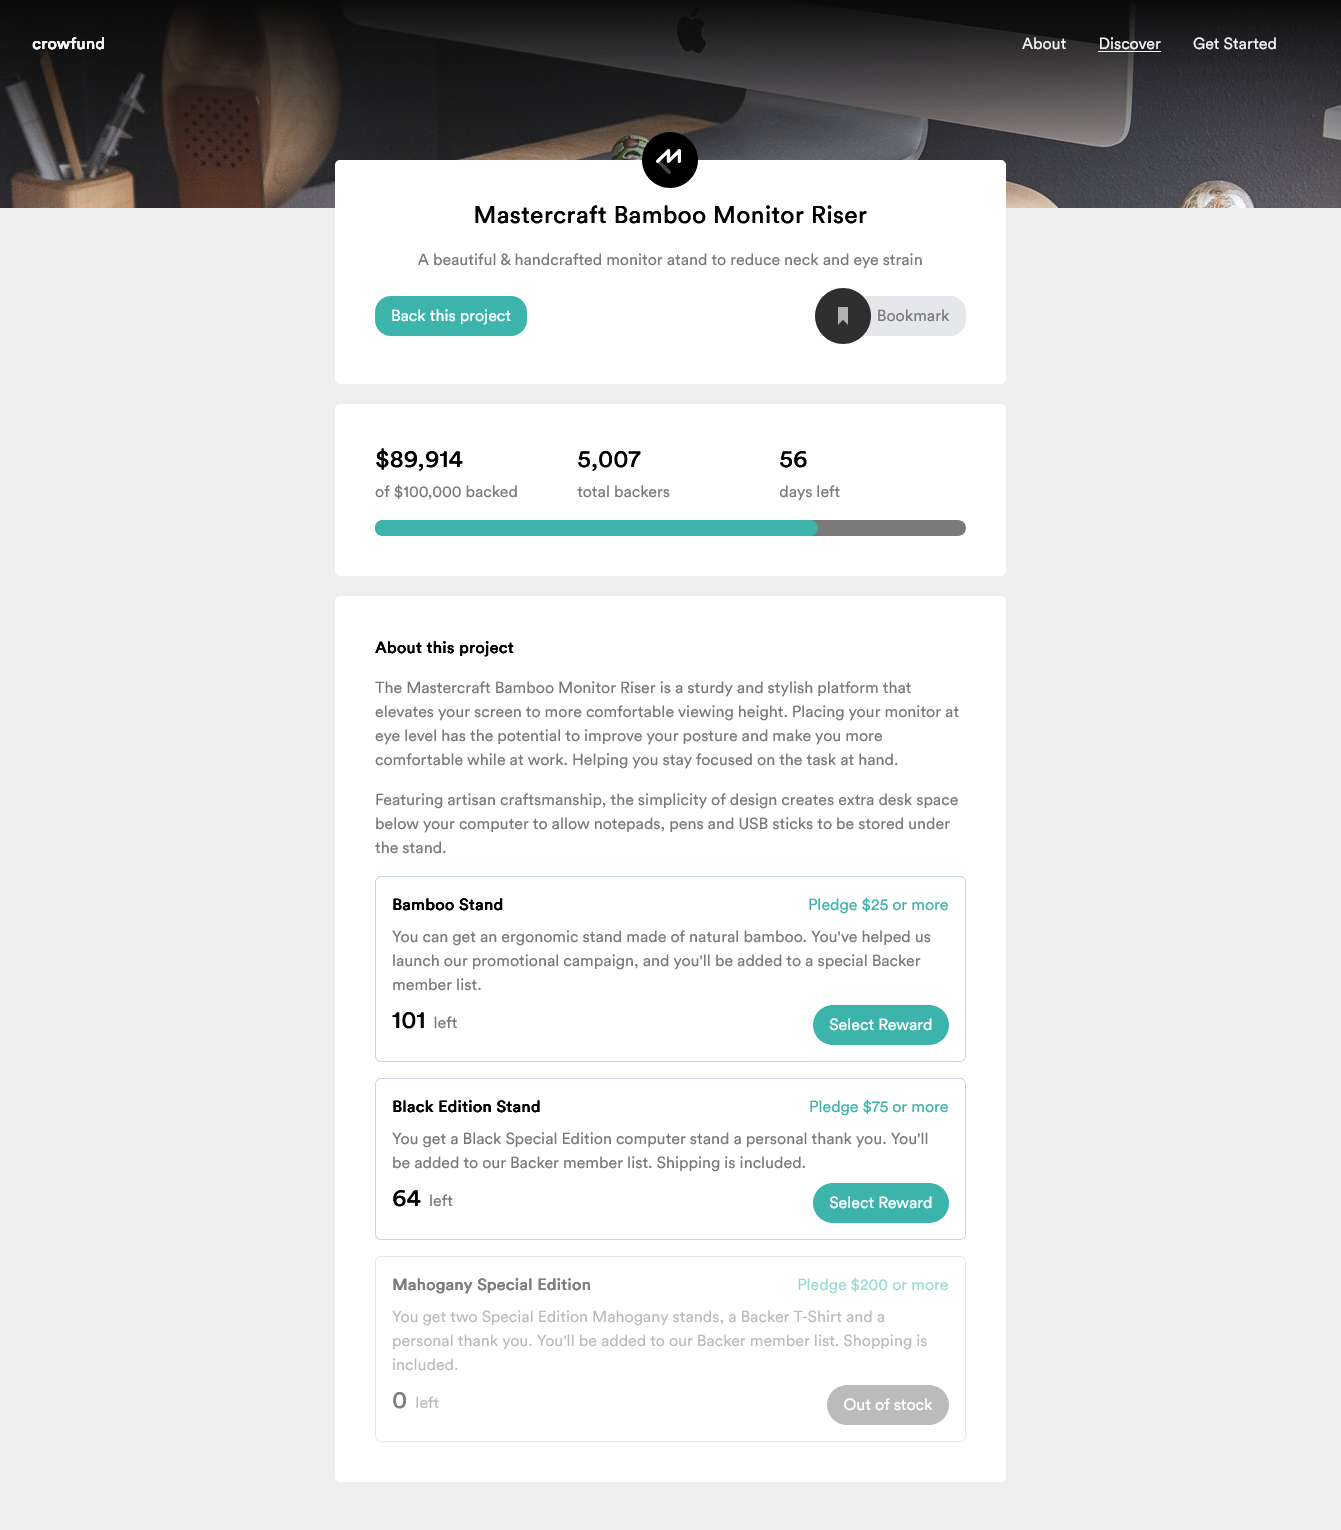 crowfund
About Discover Get Started
Mastercraft Bamboo Monitor Riser
A beautiful & handcrafted monitor atand to reduce neck and eye strain
Back this project
Bookmark
$89,914
of $100,000 backed
5,007
total backers
56
days left
About this project
The Mastercraft Bamboo Monitor Riser is a sturdy and stylish platform that
elevates your screen to more comfortable viewing height. Placing your monitor at
eye level has the potential to improve your posture and make you more
comfortable while at work. Helping you stay focused on the task at hand.
Featuring artisan craftsmanship, the simplicity of design creates extra desk space
below your computer to allow notepads, pens and USB sticks to be stored under
the stand.
Bamboo Stand
Pledge $25 or more
You can get an ergonomic stand made of natural bamboo. You've helped us
launch our promotional campaign, and you'll be added to a special Backer
member list.
101 left
Select Reward
Black Edition Stand
Pledge $75 or more
You get a Black Special Edition computer stand a personal thank you. You'll
be added to our Backer member list. Shipping is included.
64 left
Select Reward
Mahogany Special Edition
Pledge $200 or more
You get two Special Edition Mahogany stands, a Backer T-Shirt and a
personal thank you. You'll be added to our Backer member list. Shopping is
included.
0 left
Out of stock